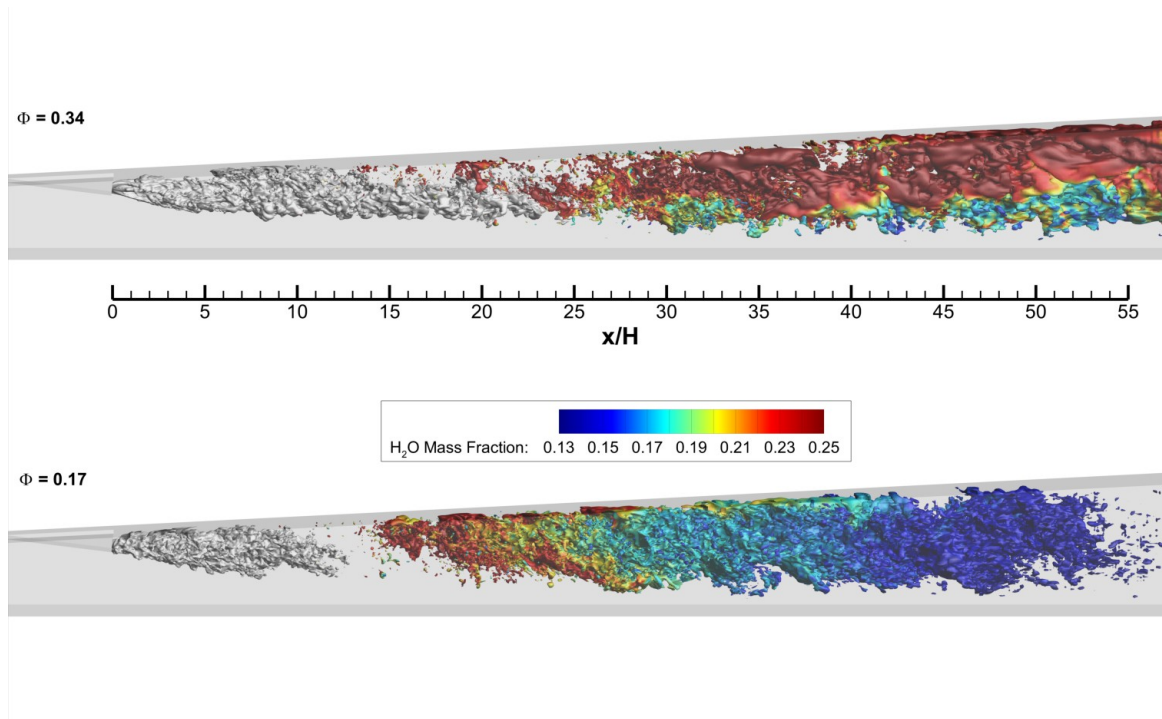 Φ = 0.34
0 5 10 15 20 25 30 35 40 45 50 55
x/H
H₂O Mass Fraction: 0.13 0.15 0.17 0.19 0.21 0.23 0.25
Φ = 0.17